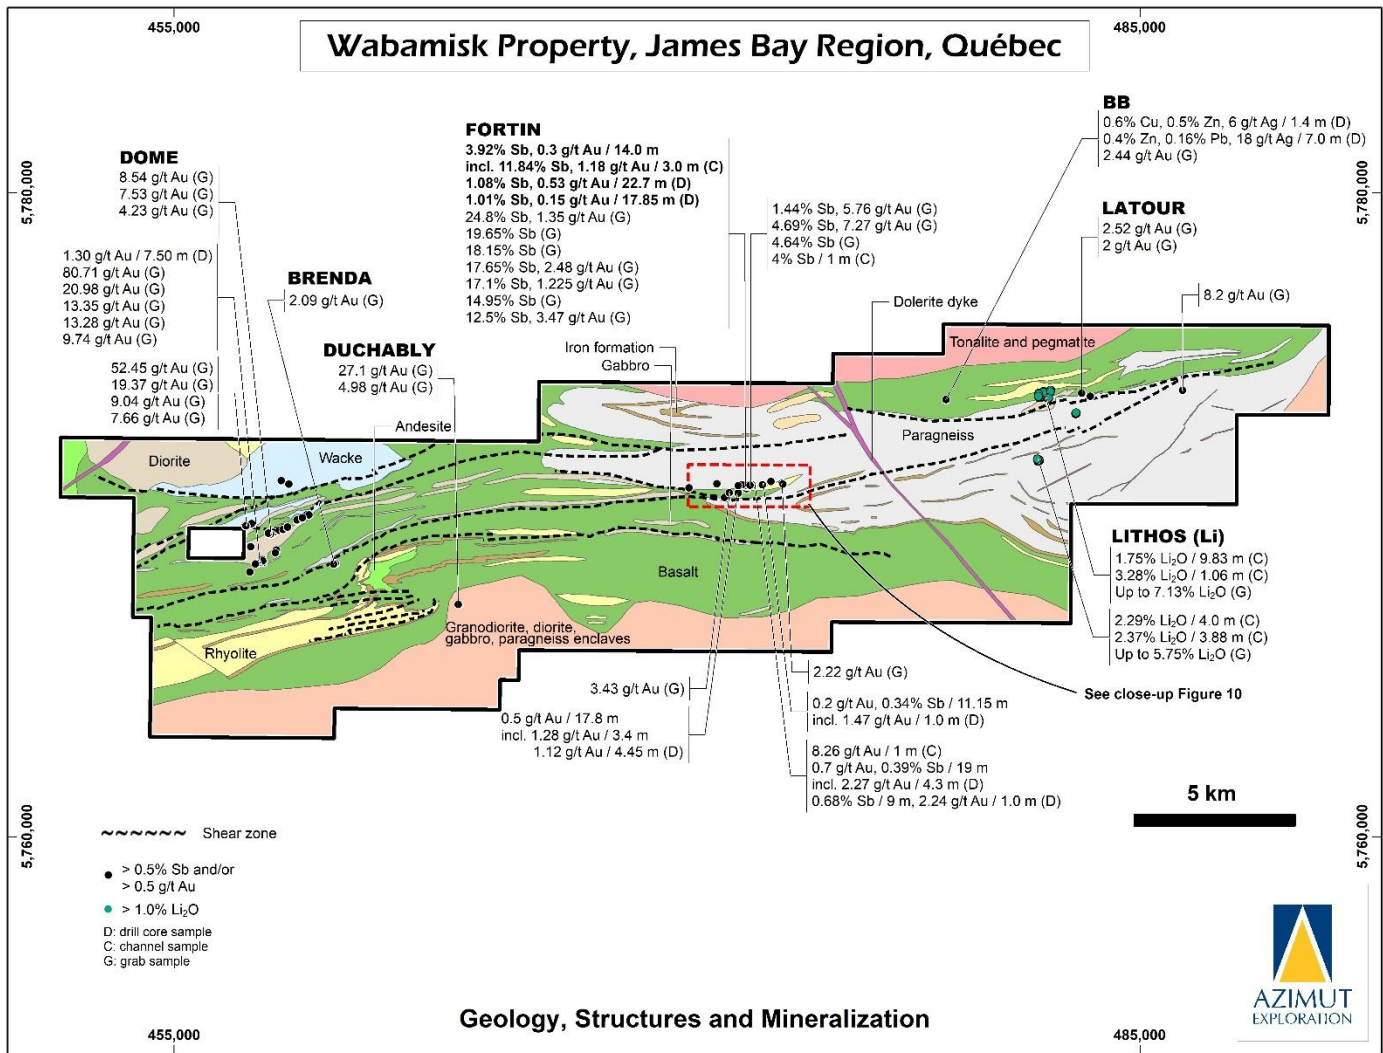 455,000
485,000
Wabamisk Property, James Bay Region, Québec
5,780,000
5,780,000
DOME
8.54 g/t Au (G)
7.53 g/t Au (G)
4.23 g/t Au (G)
1.30 g/t Au / 7.50 m (D)
80.71 g/t Au (G)
20.98 g/t Au (G)
13.35 g/t Au (G)
13.28 g/t Au (G)
9.74 g/t Au (G)
52.45 g/t Au (G)
19.37 g/t Au (G)
9.04 g/t Au (G)
7.66 g/t Au (G)
BRENDA
2.09 g/t Au (G)
DUCHABLY
27.1 g/t Au (G)
4.98 g/t Au (G)
FORTIN
3.92% Sb, 0.3 g/t Au / 14.0 m
incl. 11.84% Sb, 1.18 g/t Au / 3.0 m (C)
1.08% Sb, 0.53 g/t Au / 22.7 m (D)
1.01% Sb, 0.15 g/t Au / 17.85 m (D)
24.8% Sb, 1.35 g/t Au (G)
19.65% Sb (G)
18.15% Sb (G)
17.65% Sb, 2.48 g/t Au (G)
17.1% Sb, 1.225 g/t Au (G)
14.95% Sb (G)
12.5% Sb, 3.47 g/t Au (G)
1.44% Sb, 5.76 g/t Au (G)
4.69% Sb, 7.27 g/t Au (G)
4.64% Sb (G)
4% Sb / 1 m (C)
BB
0.6% Cu, 0.5% Zn, 6 g/t Ag / 1.4 m (D)
0.4% Zn, 0.16% Pb, 18 g/t Ag / 7.0 m (D)
2.44 g/t Au (G)
LATOUR
2.52 g/t Au (G)
2 g/t Au (G)
8.2 g/t Au (G)
Dolerite dyke
Iron formation
Gabbro
Tonalite and pegmatite
Andesite
Paragneiss
Diorite
Wacke
Basalt
Rhyolite
Granodiorite, diorite,
gabbro, paragneiss enclaves
LITHOS (Li)
1.75% Li₂O / 9.83 m (C)
3.28% Li₂O / 1.06 m (C)
Up to 7.13% Li₂O (G)
2.29% Li₂O / 4.0 m (C)
2.37% Li₂O / 3.88 m (C)
Up to 5.75% Li₂O (G)
See close-up Figure 10
3.43 g/t Au (G)
0.5 g/t Au / 17.8 m
incl. 1.28 g/t Au / 3.4 m
1.12 g/t Au / 4.45 m (D)
2.22 g/t Au (G)
0.2 g/t Au, 0.34% Sb / 11.15 m
incl. 1.47 g/t Au / 1.0 m (D)
8.26 g/t Au / 1 m (C)
0.7 g/t Au, 0.39% Sb / 19 m
incl. 2.27 g/t Au / 4.3 m (D)
0.68% Sb / 9 m, 2.24 g/t Au / 1.0 m (D)
5 km
5,760,000
5,760,000
Shear zone
> 0.5% Sb and/or
> 0.5 g/t Au
> 1.0% Li₂O
D: drill core sample
C: channel sample
G: grab sample
AZIMUT
EXPLORATION
Geology, Structures and Mineralization
455,000
485,000